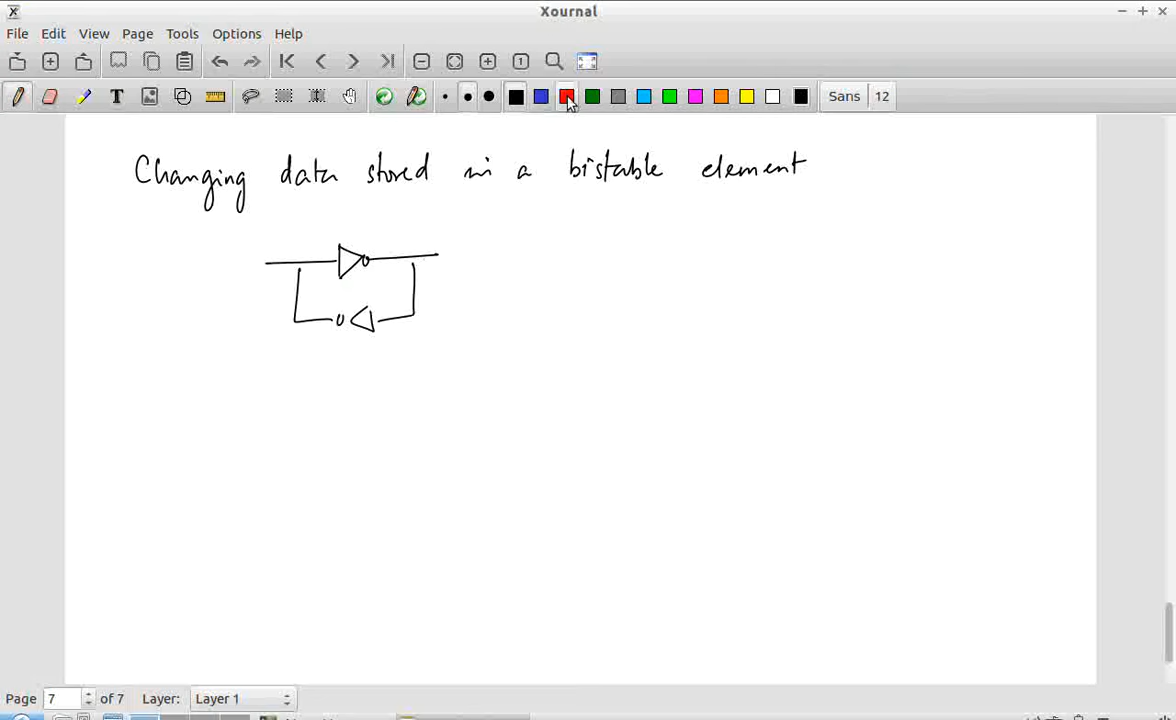 Xournal
File Edit View Page Tools Options Help
Sans 12
Changing data stored in a bistable element
Page 7 of 7 Layer: Layer 1